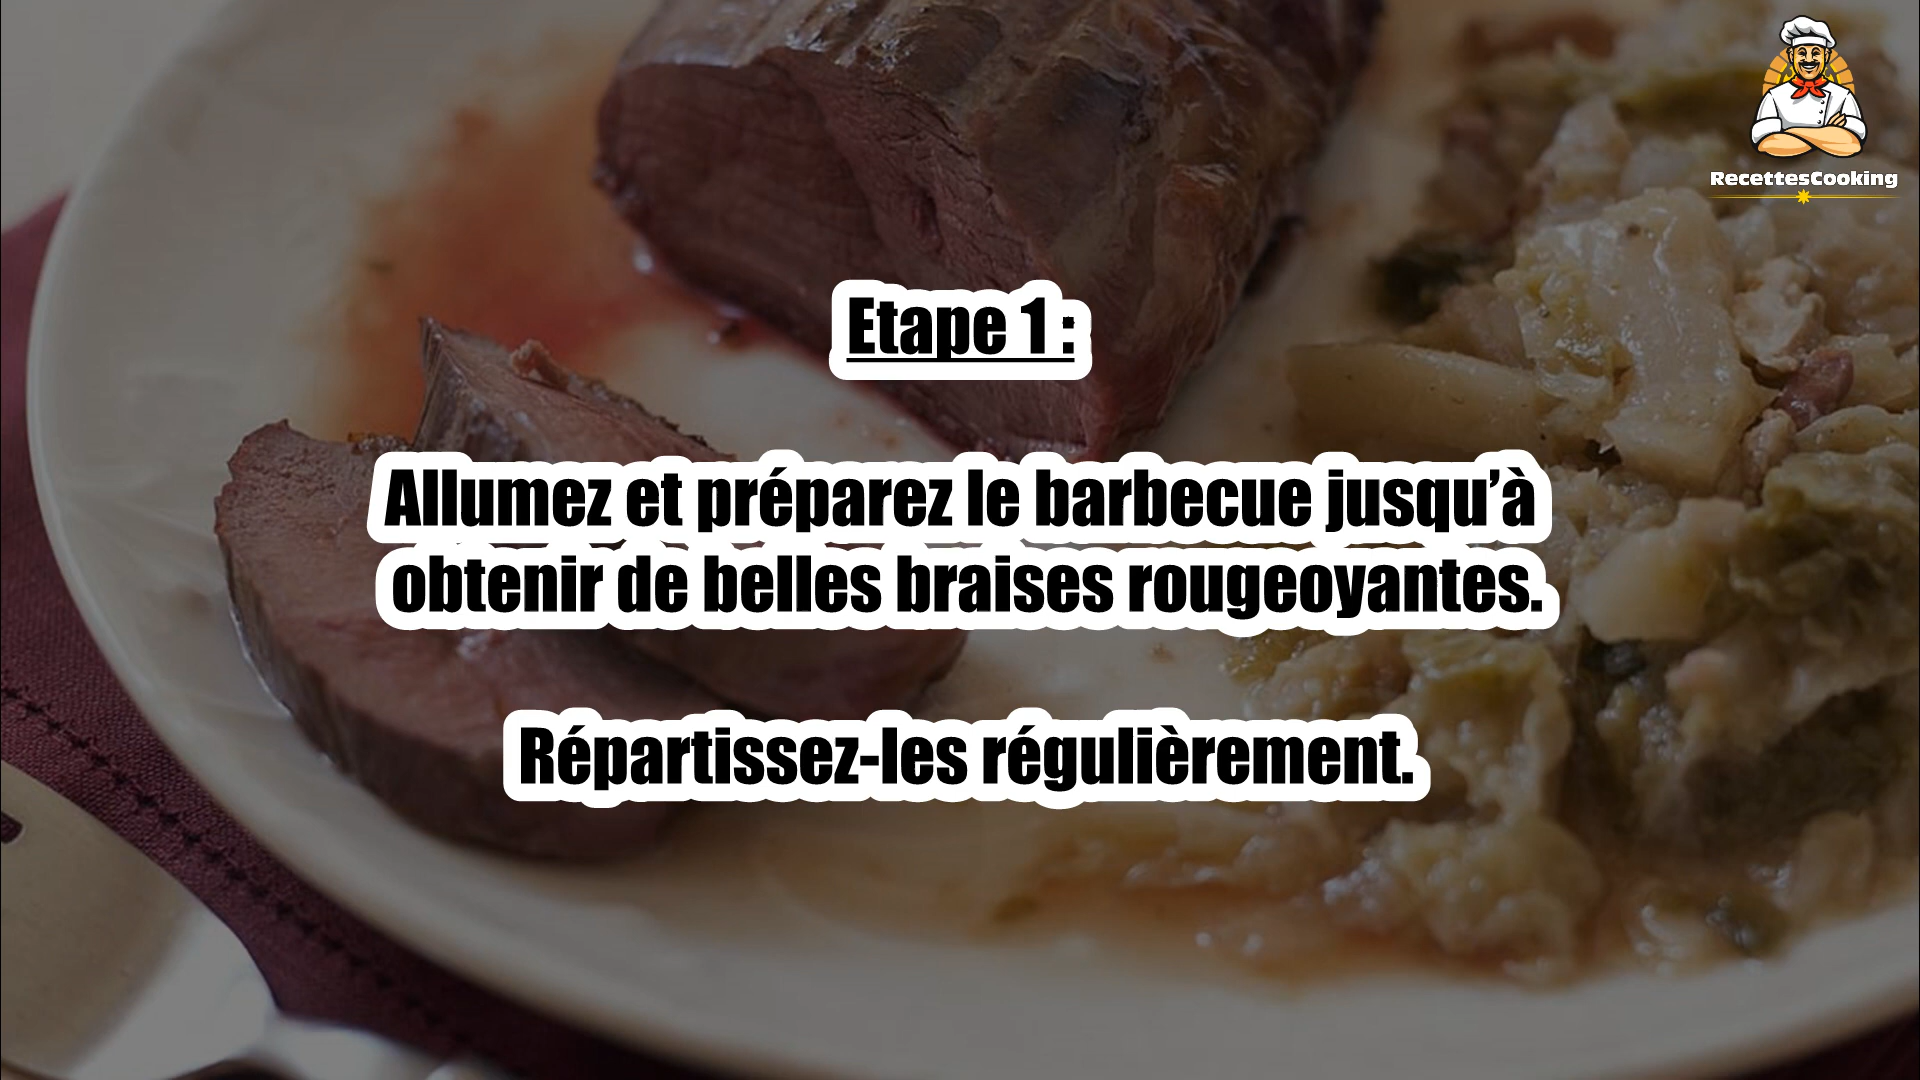 RecettesCooking
Etape 1 :
Allumez et préparez le barbecue jusqu’à
obtenir de belles braises rougeoyantes.
Répartissez-les régulièrement.